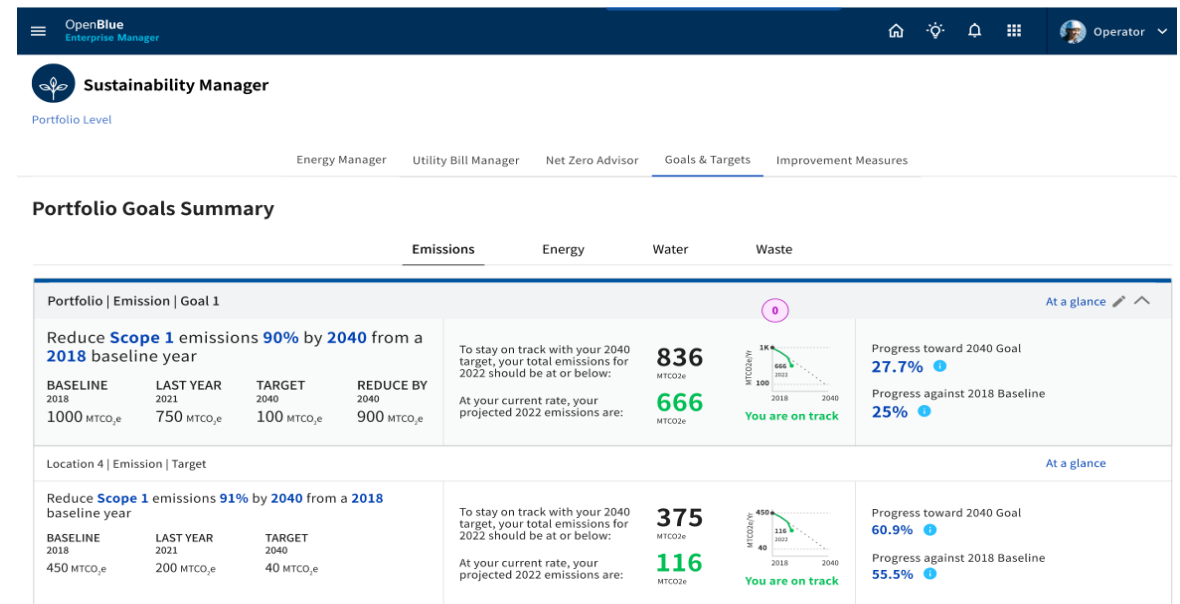 OpenBlue
Enterprise Manager
Operator
Sustainability Manager
Portfolio Level
Energy Manager Utility Bill Manager Net Zero Advisor Goals & Targets Improvement Measures
Portfolio Goals Summary
Emissions Energy Water Waste
Portfolio | Emission | Goal 1
0
At a glance
Reduce Scope 1 emissions 90% by 2040 from a
2018 baseline year
BASELINE LAST YEAR TARGET REDUCE BY
2018 2021 2040 2040
1000 MTCO₂e 750 MTCO₂e 100 MTCO₂e 900 MTCO₂e
To stay on track with your 2040
target, your total emissions for
2022 should be at or below:
836
MTCO2e
At your current rate, your
projected 2022 emissions are:
666
MTCO2e
MTCO2e/Yr
1K
666
2022
100
2018 2040
You are on track
Progress toward 2040 Goal
27.7%
Progress against 2018 Baseline
25%
Location 4 | Emission | Target
At a glance
Reduce Scope 1 emissions 91% by 2040 from a 2018
baseline year
BASELINE LAST YEAR TARGET
2018 2021 2040
450 MTCO₂e 200 MTCO₂e 40 MTCO₂e
To stay on track with your 2040
target, your total emissions for
2022 should be at or below:
375
MTCO2e
At your current rate, your
projected 2022 emissions are:
116
MTCO2e
MTCO2e/Yr
450
116
2022
40
2018 2040
You are on track
Progress toward 2040 Goal
60.9%
Progress against 2018 Baseline
55.5%